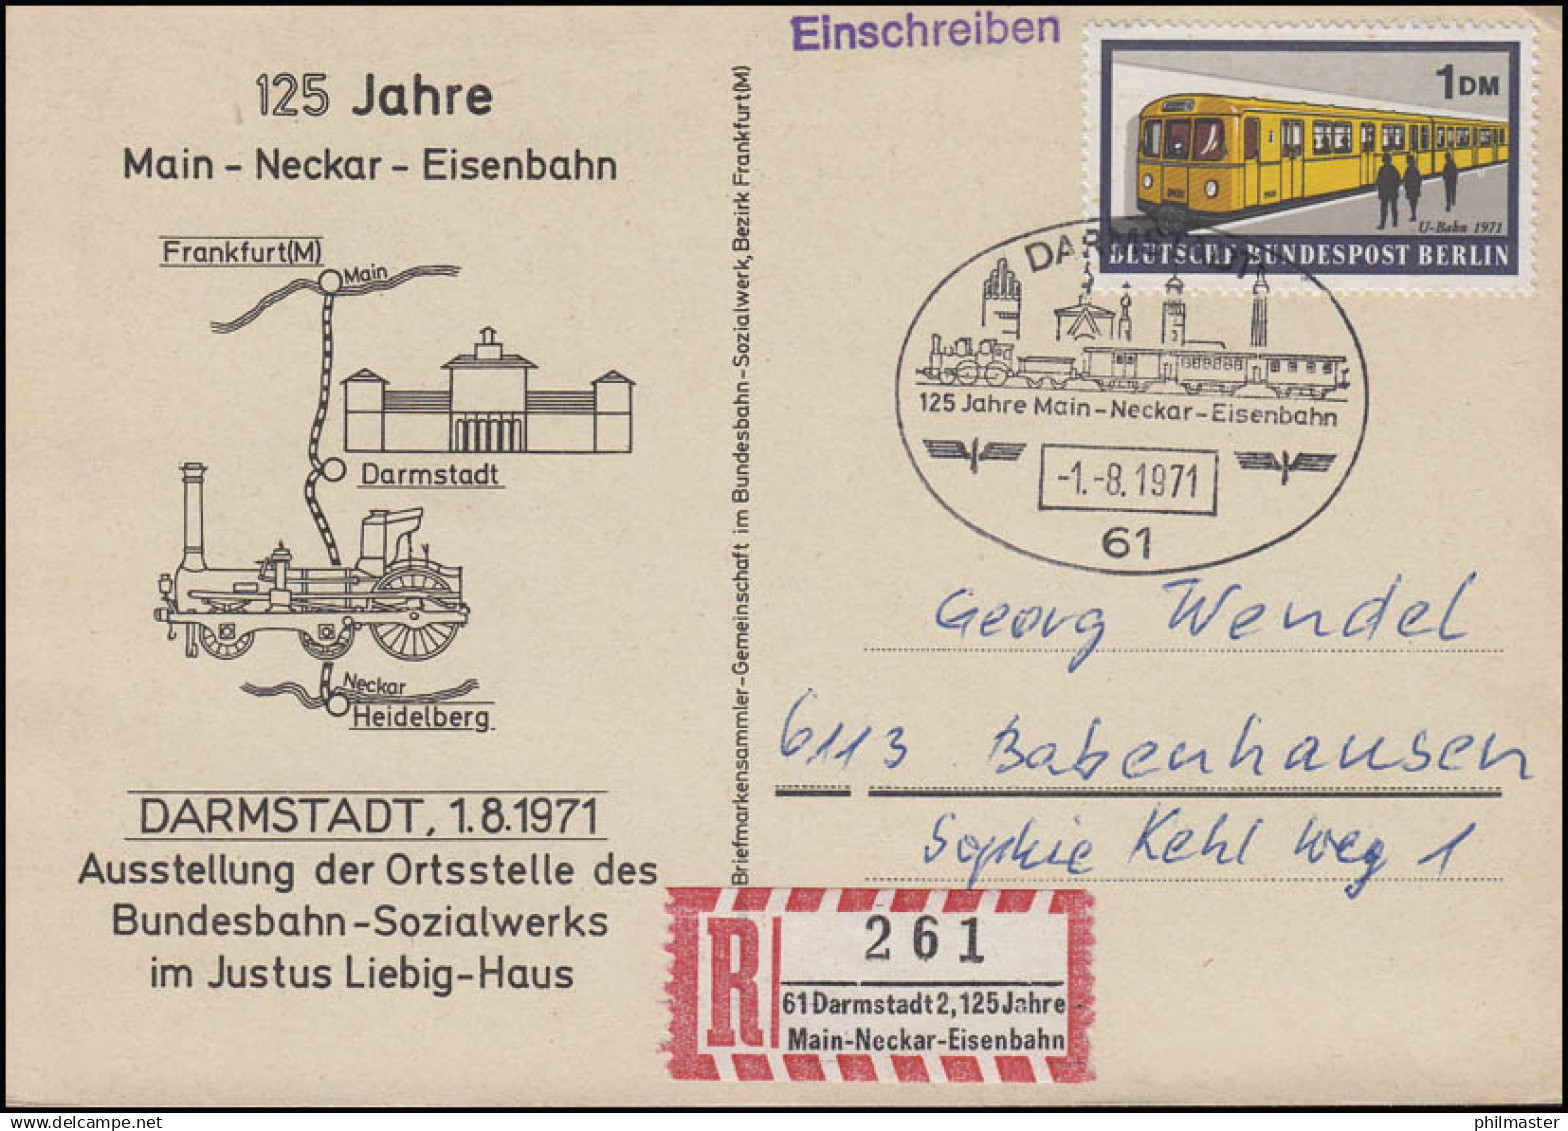 125 Jahre
Main - Neckar - Eisenbahn
Frankfurt(M)
Main
Darmstadt
Neckar
Heidelberg
DARMSTADT, 1.8.1971
Ausstellung der Ortsstelle des
Bundesbahn-Sozialwerks
im Justus Liebig-Haus
Briefmarkensammler-Gemeinschaft im Bundesbahn-Sozialwerk, Bezirk Frankfurt(M)
Einschreiben
1 DM
U-Bahn 1971
DEUTSCHE BUNDESPOST BERLIN
DARMSTADT
125 Jahre Main-Neckar-Eisenbahn
-1.-8.1971
61
Georg Wendel
6113 Babenhausen
Sophie Kehl Weg 1
R
261
61 Darmstadt 2, 125 Jahre
Main-Neckar-Eisenbahn
philmaster